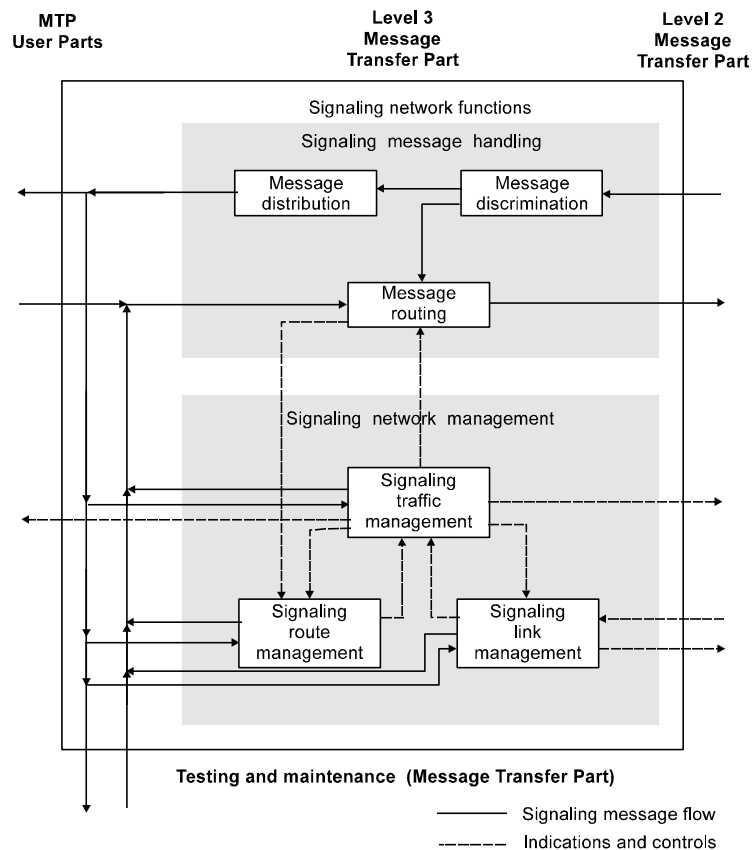 MTP
User Parts
Level 3
Message
Transfer Part
Level 2
Message
Transfer Part
Signaling network functions
Signaling message handling
Message
distribution
Message
discrimination
Message
routing
Signaling network management
Signaling
traffic
management
Signaling
route
management
Signaling
link
management
Testing and maintenance (Message Transfer Part)
Signaling message flow
Indications and controls